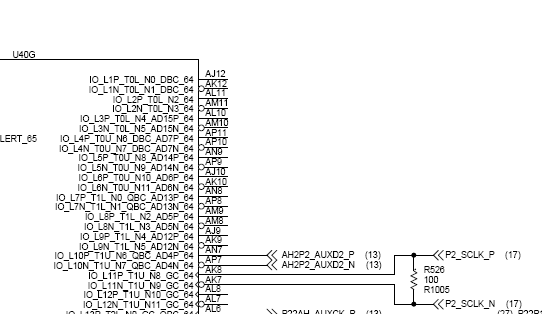 U40G
IO_L1P_T0L_N0_DBC_64 AJ12
IO_L1N_T0L_N1_DBC_64 AK12
IO_L2P_T0L_N2_64 AL11
IO_L2N_T0L_N3_64 AM11
IO_L3P_T0L_N4_AD15P_64 AL10
IO_L3N_T0L_N5_AD15N_64 AM10
LERT_65 IO_L4P_T0U_N6_DBC_AD7P_64 AP11
IO_L4N_T0U_N7_DBC_AD7N_64 AP10
IO_L5P_T0U_N8_AD14P_64 AN9
IO_L5N_T0U_N9_AD14N_64 AP9
IO_L6P_T0U_N10_AD6P_64 AJ10
IO_L6N_T0U_N11_AD6N_64 AK10
IO_L7P_T1L_N0_QBC_AD13P_64 AN8
IO_L7N_T1L_N1_QBC_AD13N_64 AP8
IO_L8P_T1L_N2_AD5P_64 AM9
IO_L8N_T1L_N3_AD5N_64 AM8
IO_L9P_T1L_N4_AD12P_64 AJ9
IO_L9N_T1L_N5_AD12N_64 AK9
IO_L10P_T1U_N6_QBC_AD4P_64 AN7 AH2P2_AUXD2_P (13) P2_SCLK_P (17)
IO_L10N_T1U_N7_QBC_AD4N_64 AP7 AH2P2_AUXD2_N (13)
IO_L11P_T1U_N8_GC_64 AK8 R526
IO_L11N_T1U_N9_GC_64 AK7 100
IO_L12P_T1U_N10_GC_64 AL8 R1005
IO_L12N_T1U_N11_GC_64 AL7 P2_SCLK_N (17)
AL6